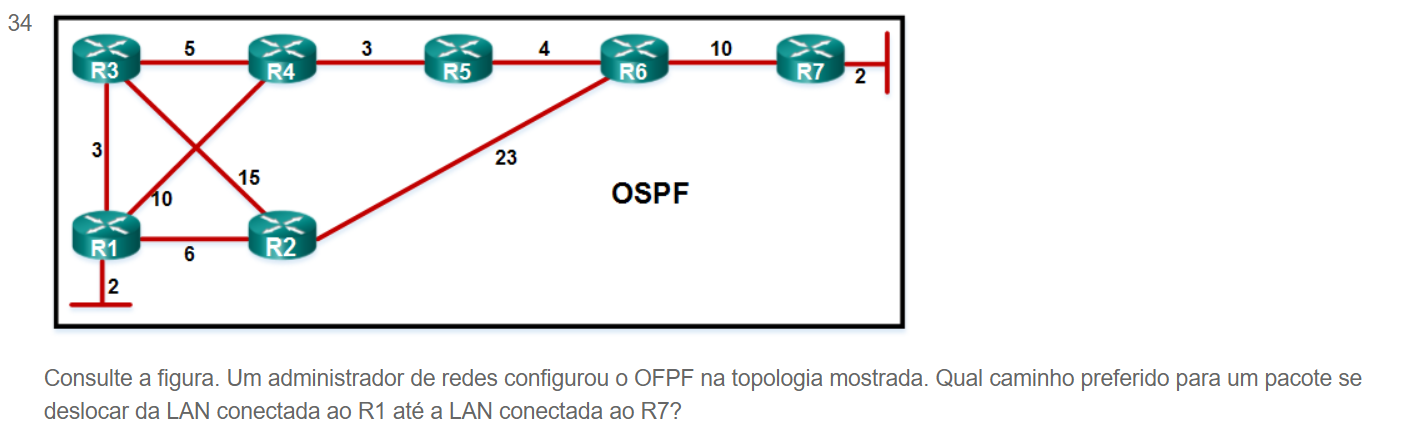 34
5 3 4 10
R3 R4 R5 R6 R7
2
3
10
15
23
OSPF
R1 R2
6
2
Consulte a figura. Um administrador de redes configurou o OFPF na topologia mostrada. Qual caminho preferido para um pacote se
deslocar da LAN conectada ao R1 até a LAN conectada ao R7?